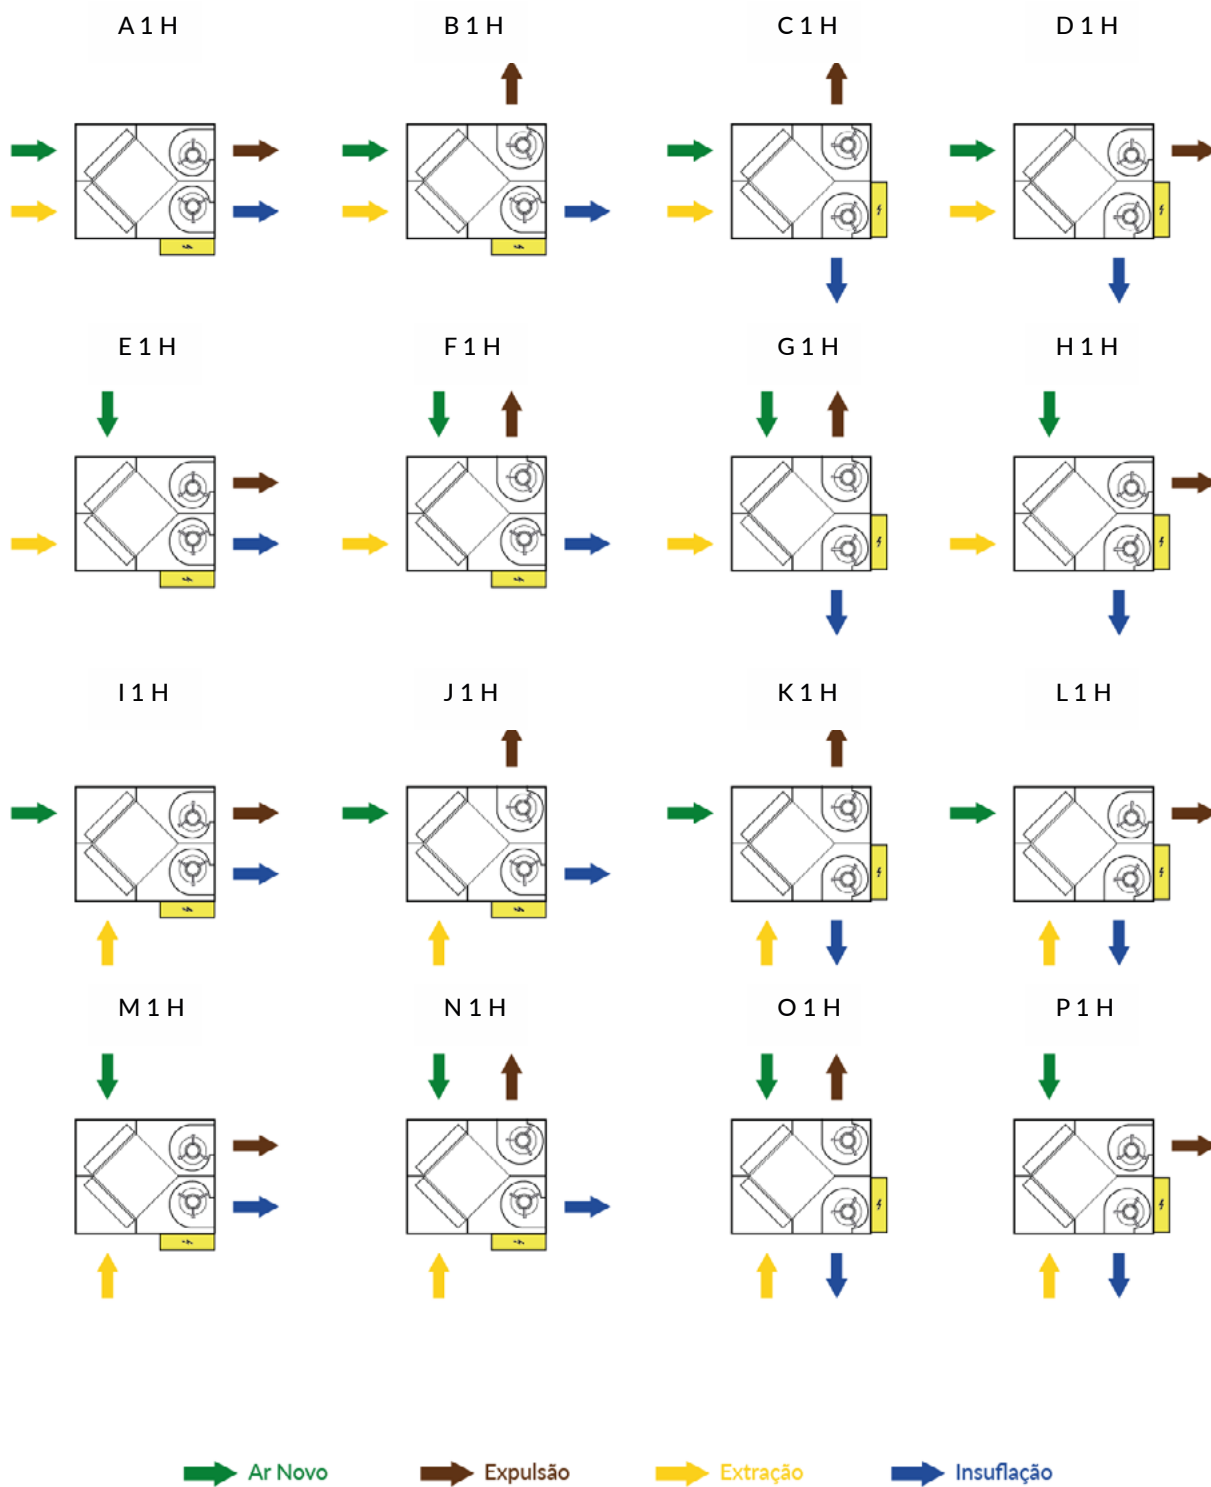 A 1 H
B 1 H
C 1 H
D 1 H
E 1 H
F 1 H
G 1 H
H 1 H
I 1 H
J 1 H
K 1 H
L 1 H
M 1 H
N 1 H
O 1 H
P 1 H
Ar Novo
Expulsão
Extração
Insuflação